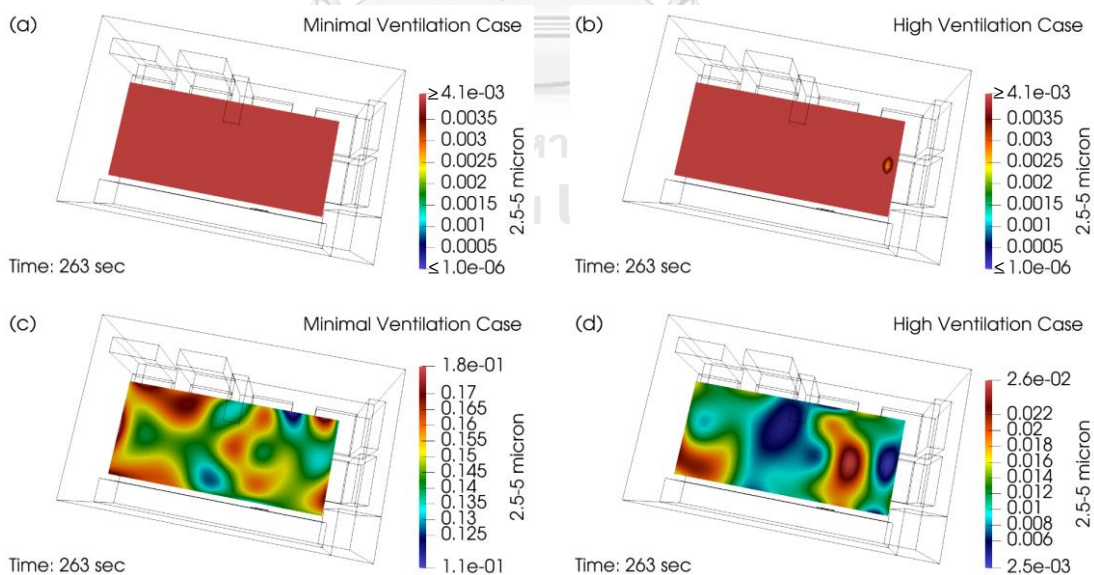 (a)
Minimal Ventilation Case
≥ 4.1e-03
0.0035
0.003
0.0025
0.002
0.0015
0.001
0.0005
≤ 1.0e-06
2.5-5 micron
Time: 263 sec
(b)
High Ventilation Case
≥ 4.1e-03
0.0035
0.003
0.0025
0.002
0.0015
0.001
0.0005
≤ 1.0e-06
2.5-5 micron
Time: 263 sec
(c)
Minimal Ventilation Case
1.8e-01
0.17
0.165
0.16
0.155
0.15
0.145
0.14
0.135
0.13
0.125
1.1e-01
2.5-5 micron
Time: 263 sec
(d)
High Ventilation Case
2.6e-02
0.022
0.02
0.018
0.016
0.014
0.012
0.01
0.008
0.006
2.5e-03
2.5-5 micron
Time: 263 sec